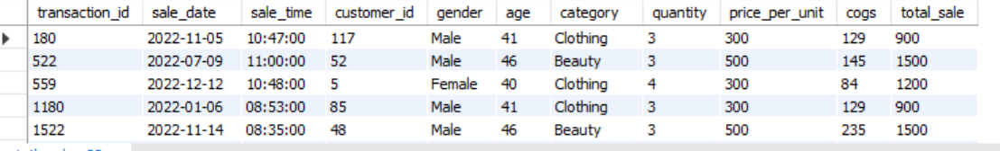 transaction_id sale_date sale_time customer_id gender age category quantity price_per_unit cogs total_sale
180 2022-11-05 10:47:00 117 Male 41 Clothing 3 300 129 900
522 2022-07-09 11:00:00 52 Male 46 Beauty 3 500 145 1500
559 2022-12-12 10:48:00 5 Female 40 Clothing 4 300 84 1200
1180 2022-01-06 08:53:00 85 Male 41 Clothing 3 300 129 900
1522 2022-11-14 08:35:00 48 Male 46 Beauty 3 500 235 1500